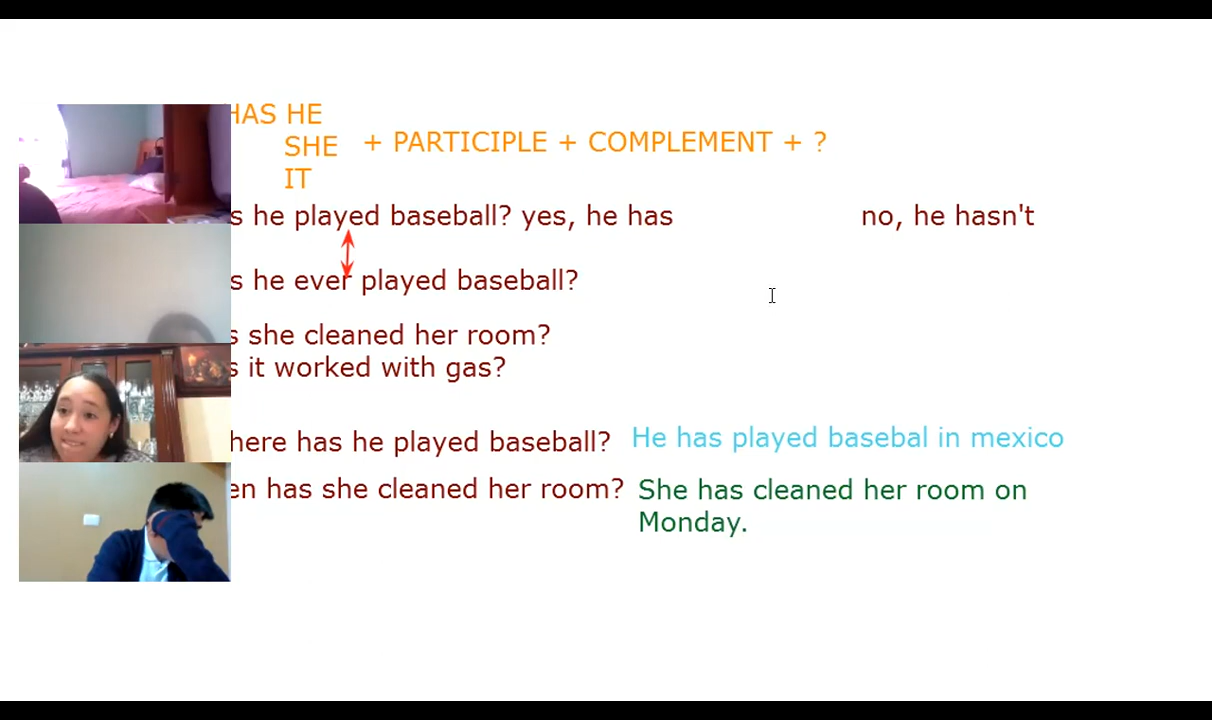 HAS HE
SHE
+ PARTICIPLE + COMPLEMENT + ?
IT
s he played baseball? yes, he has no, he hasn't
s he ever played baseball?
s she cleaned her room?
s it worked with gas?
here has he played baseball? He has played basebal in mexico
en has she cleaned her room? She has cleaned her room on
Monday.